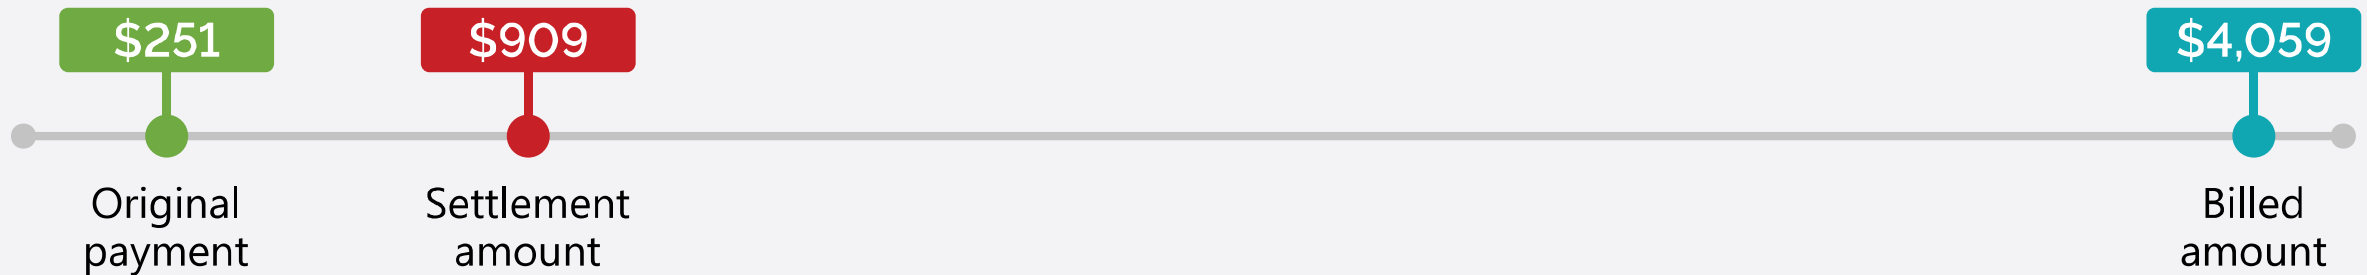 $251
$909
$4,059
Original
payment
Settlement
amount
Billed
amount